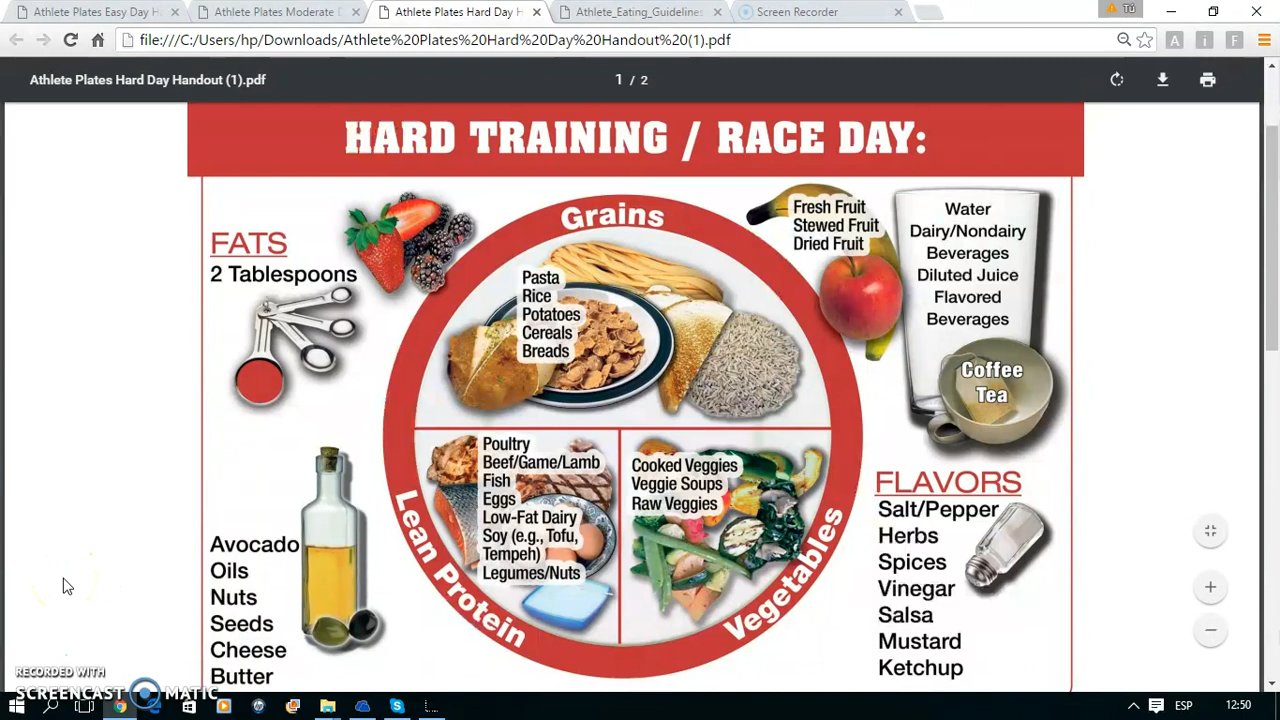 Athlete Plates Easy Day H
Athlete Plates Moderate D
Athlete Plates Hard Day H
Athlete_Eating_Guidelines
Screen Recorder
Tú
file:///C:/Users/hp/Downloads/Athlete%20Plates%20Hard%20Day%20Handout%20(1).pdf
Athlete Plates Hard Day Handout (1).pdf
1 / 2
HARD TRAINING / RACE DAY:
FATS
2 Tablespoons
Avocado
Oils
Nuts
Seeds
Cheese
Butter
Grains
Pasta
Rice
Potatoes
Cereals
Breads
Lean Protein
Poultry
Beef/Game/Lamb
Fish
Eggs
Low-Fat Dairy
Soy (e.g., Tofu,
Tempeh)
Legumes/Nuts
Vegetables
Cooked Veggies
Veggie Soups
Raw Veggies
Fresh Fruit
Stewed Fruit
Dried Fruit
Water
Dairy/Nondairy
Beverages
Diluted Juice
Flavored
Beverages
Coffee
Tea
FLAVORS
Salt/Pepper
Herbs
Spices
Vinegar
Salsa
Mustard
Ketchup
RECORDED WITH
SCREENCAST MATIC
ESP
12:50